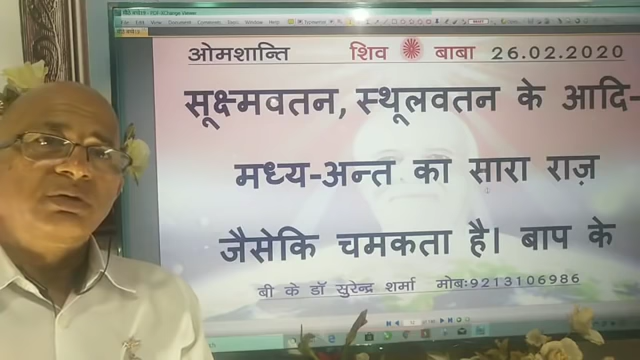 ओमशान्ति शिव बाबा 26.02.2020
सूक्ष्मवतन, स्थूलवतन के आदि-
मध्य-अन्त का सारा राज़
जैसेकि चमकता है। बाप के
बी के डॉ सुरेन्द्र शर्मा मोबः9213106986